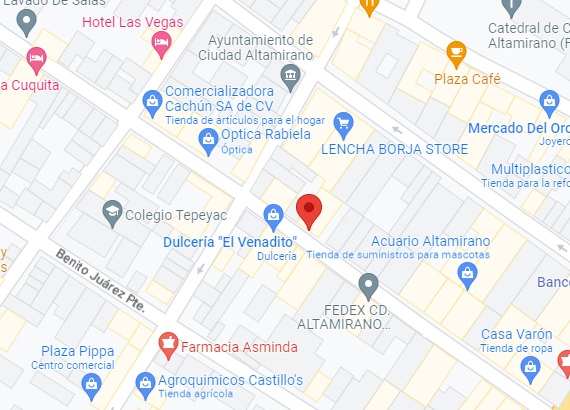 Lavado De Salas
Hotel Las Vegas
Catedral de C
Altamirano (F
Ayuntamiento de
Ciudad Altamirano
Plaza Café
a Cuquita
Comercializadora
Cachún SA de CV
Tienda de artículos para el hogar
Mercado Del Oro
Joyerí
Optica Rabiela
Óptica
LENCHA BORJA STORE
Multiplastico
Tienda para la refo
Colegio Tepeyac
Dulcería "El Venadito"
Dulcería
Acuario Altamirano
Tienda de suministros para mascotas
y
s
Benito Juárez Pte.
Banco
FEDEX CD.
ALTAMIRANO...
Casa Varón
Tienda de ropa
Farmacia Asminda
Plaza Pippa
Centro comercial
Agroquimicos Castillo's
Tienda agrícola